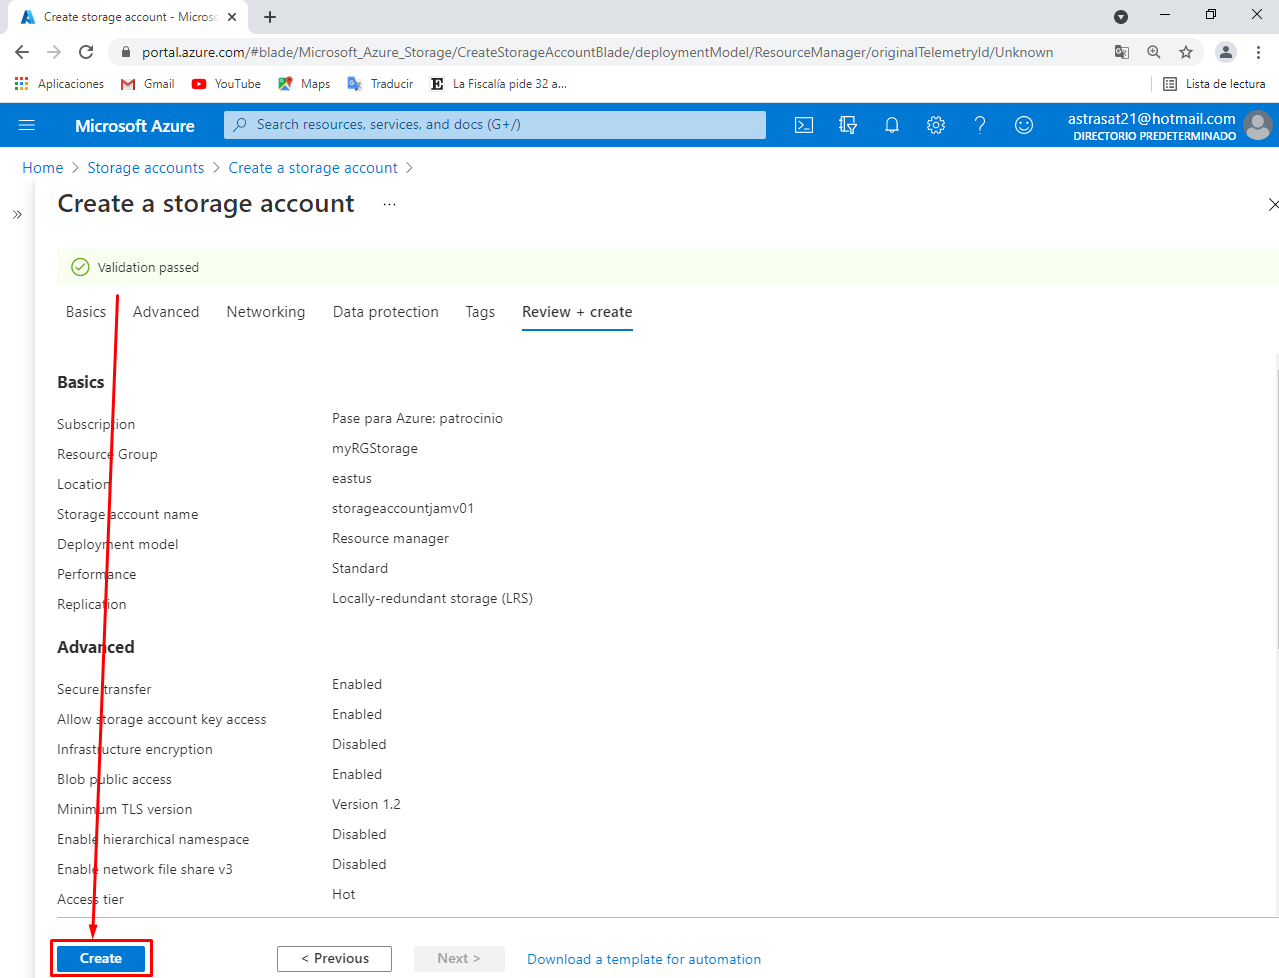 Create storage account - Micros
portal.azure.com/#blade/Microsoft_Azure_Storage/CreateStorageAccountBlade/deploymentModel/ResourceManager/originalTelemetryId/Unknown
Aplicaciones Gmail YouTube Maps Traducir La Fiscalía pide 32 a... Lista de lectura
Microsoft Azure Search resources, services, and docs (G+/) astrasat21@hotmail.com
DIRECTORIO PREDETERMINADO
Home > Storage accounts > Create a storage account >
Create a storage account ...
Validation passed
Basics Advanced Networking Data protection Tags Review + create
Basics
Subscription Pase para Azure: patrocinio
Resource Group myRGStorage
Location eastus
Storage account name storageaccountjamv01
Deployment model Resource manager
Performance Standard
Replication Locally-redundant storage (LRS)
Advanced
Secure transfer Enabled
Allow storage account key access Enabled
Infrastructure encryption Disabled
Blob public access Enabled
Minimum TLS version Version 1.2
Enable hierarchical namespace Disabled
Enable network file share v3 Disabled
Access tier Hot
Create < Previous Next > Download a template for automation